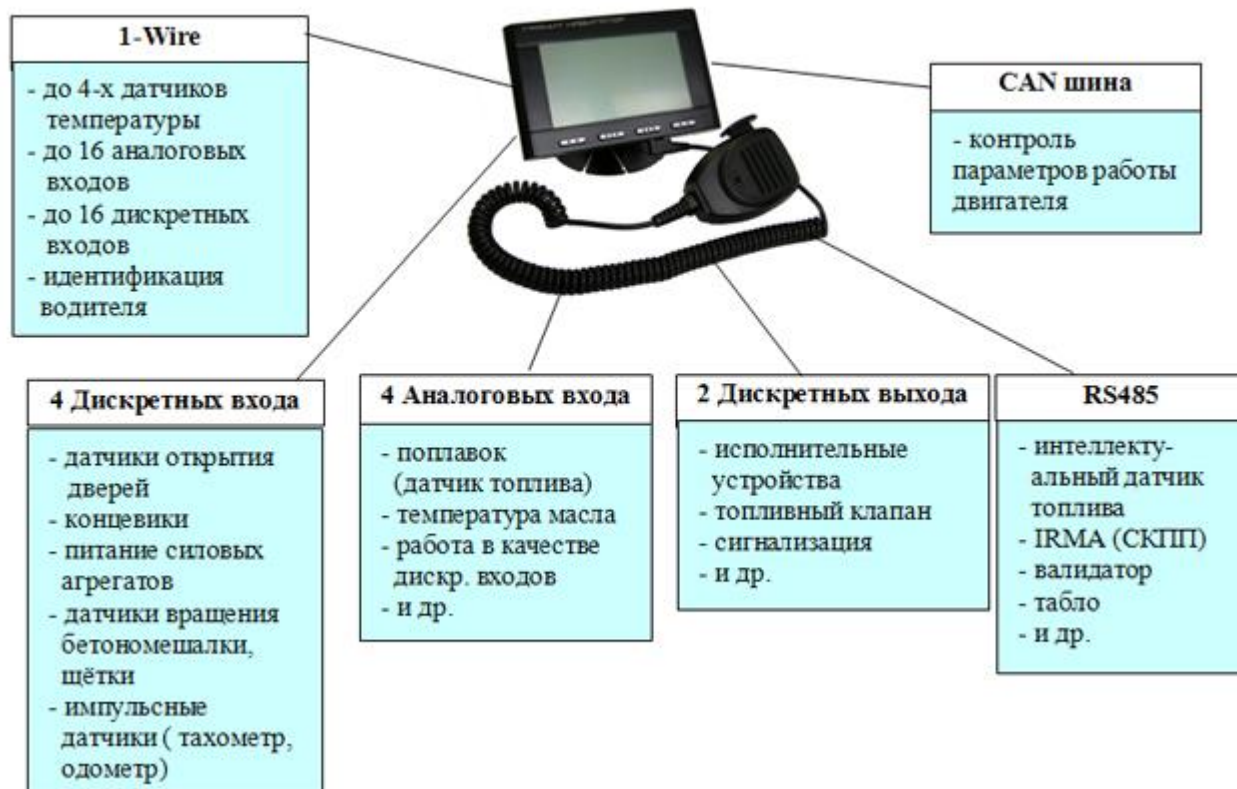 1-Wire
- до 4-х датчиков
температуры
- до 16 аналоговых
входов
- до 16 дискретных
входов
- идентификация
водителя
CAN шина
- контроль
параметров работы
двигателя
4 Дискретных входа
- датчики открытия
дверей
- концевики
- питание силовых
агрегатов
- датчики вращения
бетономешалки,
щётки
- импульсные
датчики ( тахометр,
одометр)
4 Аналоговых входа
- поплавок
(датчик топлива)
- температура масла
- работа в качестве
дискр. входов
- и др.
2 Дискретных выхода
- исполнительные
устройства
- топливный клапан
- сигнализация
- и др.
RS485
- интеллекту-
альный датчик
топлива
- IRMA (СКПП)
- валидатор
- табло
- и др.